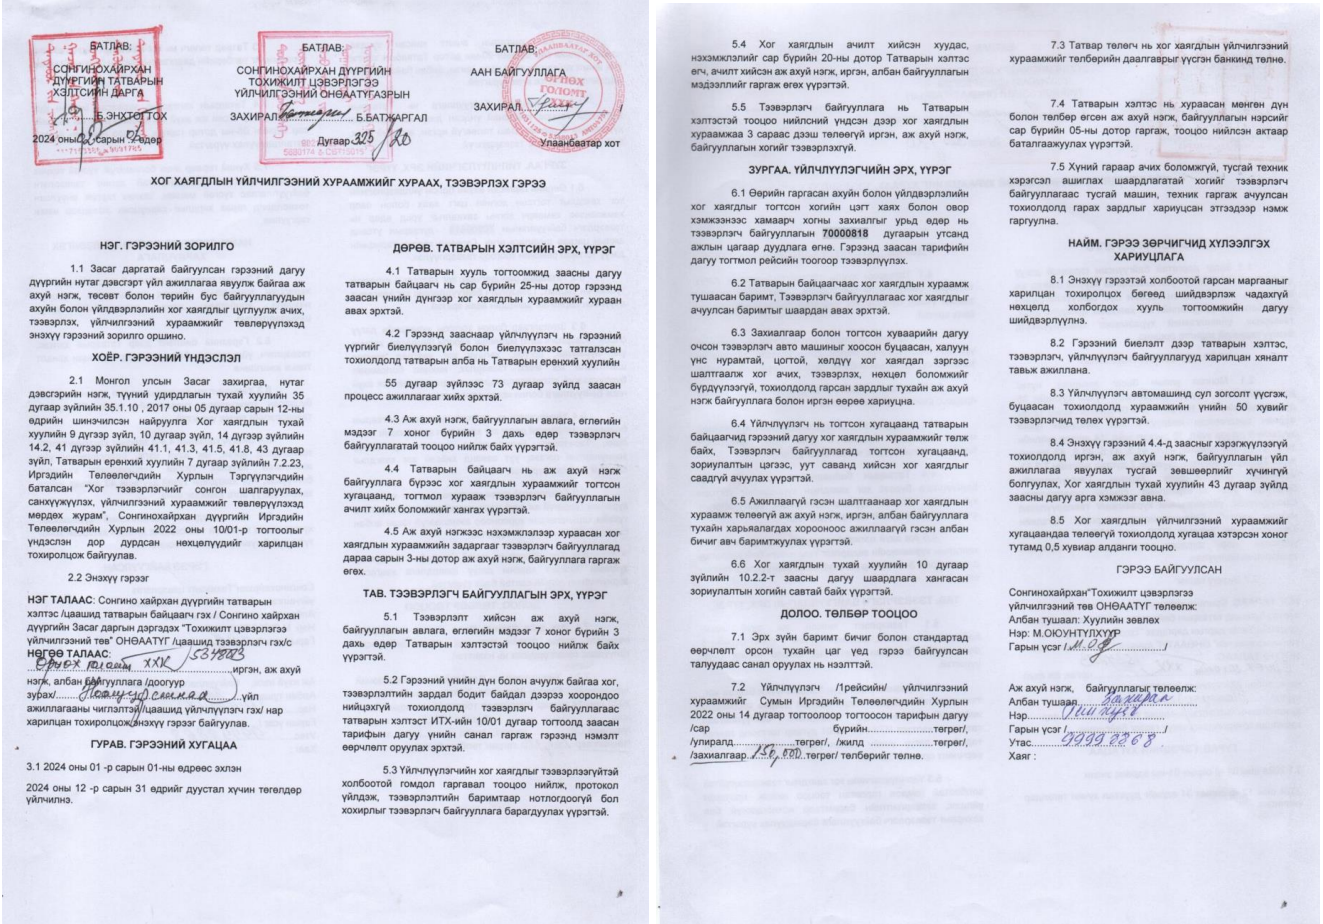 БАТЛАВ:
СОНГИНОХАЙРХАН
ДҮҮРГИЙН ТАТВАРЫН
ХЭЛТСИЙН ДАРГА
Б.ЭНХТОГТОХ
2024 оны сарын өдөр
БАТЛАВ:
СОНГИНОХАЙРХАН ДҮҮРГИЙН
ТОХИЖИЛТ ЦЭВЭРЛЭГЭЭ
ҮЙЛЧИЛГЭЭНИЙ ОНӨААТҮГАЗРЫН
ЗАХИРАЛ Б.БАТЖАРГАЛ
Дугаар 325/20
БАТЛАВ:
ААН БАЙГУУЛЛАГА
ЗАХИРАЛ
Улаанбаатар хот
ХОГ ХАЯГДЛЫН ҮЙЛЧИЛГЭЭНИЙ ХУРААМЖИЙГ ХУРААХ, ТЭЭВЭРЛЭХ ГЭРЭЭ
НЭГ. ГЭРЭЭНИЙ ЗОРИЛГО
1.1 Засаг даргатай байгуулсан гэрээний дагуу
дүүргийн нутаг дэвсгэрт үйл ажиллагаа явулж байгаа аж
ахуй нэгж, төсөвт болон төрийн бус байгууллагуудын
ахуйн болон үйлдвэрлэлийн хог хаягдлыг цуглуулж ачих,
тээвэрлэх, үйлчилгээний хураамжийг төвлөрүүлэхэд
энэхүү гэрээний зорилго оршино.
ХОЁР. ГЭРЭЭНИЙ ҮНДЭСЛЭЛ
2.1 Монгол улсын Засаг захиргаа, нутаг
дэвсгэрийн нэгж, түүний удирдлагын тухай хуулийн 35
дугаар зүйлийн 35.1.10 , 2017 оны 05 дугаар сарын 12-ны
өдрийн шинэчилсэн найруулга Хог хаягдлын тухай
хуулийн 9 дүгээр зүйл, 10 дугаар зүйл, 14 дүгээр зүйлийн
14.2, 41 дүгээр зүйлийн 41.1, 41.3, 41.5, 41.8, 43 дугаар
зүйл, Татварын ерөнхий хуулийн 7 дугаар зүйлийн 7.2.23,
Иргэдийн Төлөөлөгчдийн Хурлын Тэргүүлэгчдийн
баталсан "Хог тээвэрлэгчийг сонгон шалгаруулах,
санхүүжүүлэх, үйлчилгээний хураамжийг төвлөрүүлэхэд
мөрдөх журам", Сонгинохайрхан дүүргийн Иргэдийн
Төлөөлөгчдийн Хурлын 2022 оны 10/01-р тогтоолыг
үндэслэн дор дурдсан нөхцөлүүдийг харилцан
тохиролцож байгуулав.
2.2 Энэхүү гэрээг
НЭГ ТАЛААС: Сонгино хайрхан дүүргийн татварын
хэлтэс /цаашид татварын байцаагч гэх / Сонгино хайрхан
дүүргийн Засаг даргын дэргэдэх "Тохижилт цэвэрлэгээ
үйлчилгээний төв" ОНӨААТҮГ /цаашид тээвэрлэгч гэх/с
НӨГӨӨ ТАЛААС:
Өргөх голомт ХХК иргэн, аж ахуй
нэгж, албан байгууллага /доогуур
зурах/ үйл
ажиллагааны чиглэлтэй/цаашид үйлчлүүлэгч гэх/ нар
харилцан тохиролцож энэхүү гэрээг байгуулав.
ГУРАВ. ГЭРЭЭНИЙ ХУГАЦАА
3.1 2024 оны 01 -р сарын 01-ны өдрөөс эхлэн
2024 оны 12 -р сарын 31 өдрийг дуустал хүчин төгөлдөр
үйлчилнэ.
ДӨРӨВ. ТАТВАРЫН ХЭЛТСИЙН ЭРХ, ҮҮРЭГ
4.1 Татварын хууль тогтоомжид заасны дагуу
татварын байцаагч нь сар бүрийн 25-ны дотор гэрээнд
заасан үнийн дүнгээр хог хаягдлын хураамжийг хураан
авах эрхтэй.
4.2 Гэрээнд зааснаар үйлчлүүлэгч нь гэрээний
үүргийг биелүүлээгүй болон биелүүлэхээс татгалзсан
тохиолдолд татварын алба нь Татварын ерөнхий хуулийн
55 дугаар зүйлээс 73 дугаар зүйлд заасан
процесс ажиллагааг хийх эрхтэй.
4.3 Аж ахуй нэгж, байгууллагын авлага, өглөгийн
мэдээг 7 хоног бүрийн 3 дахь өдөр тээвэрлэгч
байгууллагатай тооцоо нийлж байх үүрэгтэй.
4.4 Татварын байцаагч нь аж ахуй нэгж
байгууллага бүрээс хог хаягдлын хураамжийг тогтсон
хугацаанд, тогтмол хурааж тээвэрлэгч байгууллагын
ачилт хийх боломжийг хангах үүрэгтэй.
4.5 Аж ахуй нэгжээс нэхэмжлэлээр хураасан хог
хаягдлын хураамжийн задаргааг тээвэрлэгч байгууллагад
дараа сарын 3-ны дотор аж ахуй нэгж, байгууллага гаргаж
өгөх.
ТАВ. ТЭЭВЭРЛЭГЧ БАЙГУУЛЛАГЫН ЭРХ, ҮҮРЭГ
5.1 Тээвэрлэлт хийсэн аж ахуй нэгж,
байгууллагын авлага, өглөгийн мэдээг 7 хоног бүрийн 3
дахь өдөр Татварын хэлтэстэй тооцоо нийлж байх
үүрэгтэй.
5.2 Гэрээний үнийн дүн болон ачуулж байгаа хог,
тээвэрлэлтийн зардал бодит байдал дээрээ хоорондоо
нийцэхгүй тохиолдолд тээвэрлэгч байгууллагаас
татварын хэлтэст ИТХ-ийн 10/01 дугаар тогтоолд заасан
тарифын дагуу үнийн санал гаргаж гэрээнд нэмэлт
өөрчлөлт оруулах эрхтэй.
5.3 Үйлчлүүлэгчийн хог хаягдлыг тээвэрлээгүйтэй
холбоотой гомдол гаргавал тооцоо нийлж, протокол
үйлдэж, тээвэрлэлтийн баримтаар нотлогдоогүй бол
хохирлыг тээвэрлэгч байгууллага барагдуулах үүрэгтэй.
5.4 Хог хаягдлын ачилт хийсэн хуудас,
нэхэмжлэлийг сар бүрийн 20-ны дотор Татварын хэлтэс
өгч, ачилт хийсэн аж ахуй нэгж, иргэн, албан байгууллагын
мэдээллийг гаргаж өгөх үүрэгтэй.
5.5 Тээвэрлэгч байгууллага нь Татварын
хэлтэстэй тооцоо нийлсний үндсэн дээр хог хаягдлын
хураамжаа 3 сараас дээш төлөөгүй иргэн, аж ахуй нэгж,
байгууллагын хогийг тээвэрлэхгүй.
ЗУРГАА. ҮЙЛЧЛҮҮЛЭГЧИЙН ЭРХ, ҮҮРЭГ
6.1 Өөрийн гаргасан ахуйн болон үйлдвэрлэлийн
хог хаягдлыг тогтсон хогийн цэгт хаях болон овор
хэмжээнээс хамаарч хогны захиалгыг урьд өдөр нь
тээвэрлэгч байгууллагын 70000818 дугаарын утсанд
ажлын цагаар дуудлага өгнө. Гэрээнд заасан тарифийн
дагуу тогтмол рейсийн тоогоор тээвэрлүүлэх.
6.2 Татварын байцаагчаас хог хаягдлын хураамж
тушаасан баримт, Тээвэрлэгч байгууллагаас хог хаягдлыг
ачуулсан баримтыг шаардан авах эрхтэй.
6.3 Захиалгаар болон тогтсон хуваарийн дагуу
очсон тээвэрлэгч авто машиныг хоосон буцаасан, халуун
үнс нурамтай, цогтой, хөлдүү хог хаягдал зэргээс
шалтгаалж хог ачих, тээвэрлэх, нөхцөл боломжийг
бүрдүүлээгүй, тохиолдолд гарсан зардлыг тухайн аж ахуй
нэгж байгууллага болон иргэн өөрөө хариуцна.
6.4 Үйлчлүүлэгч нь тогтсон хугацаанд татварын
байцаагчид гэрээний дагуу хог хаягдлын хураамжийг төлж
байх, Тээвэрлэгч байгууллагад тогтсон хугацаанд,
зориулалтын цэгээс, уут саванд хийсэн хог хаягдлыг
саадгүй ачуулах үүрэгтэй.
6.5 Ажиллаагүй гэсэн шалтгаанаар хог хаягдлын
хураамж төлөөгүй аж ахуй нэгж, иргэн, албан байгууллага
тухайн харьяалагдах хорооноос ажиллаагүй гэсэн албан
бичиг авч баримтжуулах үүрэгтэй.
6.6 Хог хаягдлын тухай хуулийн 10 дугаар
зүйлийн 10.2.2-т заасны дагуу шаардлага хангасан
зориулалтын хогийн савтай байх үүрэгтэй.
ДОЛОО. ТӨЛБӨР ТООЦОО
7.1 Эрх зүйн баримт бичиг болон стандартад
өөрчлөлт орсон тухайн цаг үед гэрээ байгуулсан
талуудаас санал оруулах нь нээлттэй.
7.2 Үйлчлүүлэгч /1рейсийн/ үйлчилгээний
хураамжийг Сумын Иргэдийн Төлөөлөгчдийн Хурлын
2022 оны 14 дугаар тогтоолоор тогтоосон тарифын дагуу
/сар бүрийн....................төгрөг/,
/улиралд...................төгрөг/, /жилд ...................төгрөг/,
/захиалгаар 150,000 төгрөг/ төлбөрийг төлнө.
7.3 Татвар төлөгч нь хог хаягдлын үйлчилгээний
хураамжийг төлбөрийн даалгаврыг үүсгэн банкинд төлнө.
7.4 Татварын хэлтэс нь хураасан мөнгөн дүн
болон төлбөр өгсөн аж ахуй нэгж, байгууллагын нэрсийг
сар бүрийн 05-ны дотор гаргаж, тооцоо нийлсэн актаар
баталгаажуулах үүрэгтэй.
7.5 Хүний гараар ачих боломжгүй, тусгай техник
хэрэгсэл ашиглах шаардлагатай хогийг тээвэрлэгч
байгууллагаас тусгай машин, техник гаргаж ачуулсан
тохиолдолд гарах зардлыг хариуцсан этгээдээр нэмж
гаргуулна.
НАЙМ. ГЭРЭЭ ЗӨРЧИГЧИД ХҮЛЭЭЛГЭХ
ХАРИУЦЛАГА
8.1 Энэхүү гэрээтэй холбоотой гарсан маргааныг
харилцан тохиролцох бөгөөд шийдвэрлэж чадахгүй
нөхцөлд холбогдох хууль тогтоомжийн дагуу
шийдвэрлүүлнэ.
8.2 Гэрээний биелэлт дээр татварын хэлтэс,
тээвэрлэгч, үйлчлүүлэгч байгууллагууд харилцан хяналт
тавьж ажиллана.
8.3 Үйлчлүүлэгч автомашинд сул зогсолт үүсгэж,
буцаасан тохиолдолд хураамжийн үнийн 50 хувийг
тээвэрлэгчид төлөх үүрэгтэй.
8.4 Энэхүү гэрээний 4.4-д заасныг хэрэгжүүлээгүй
тохиолдолд иргэн, аж ахуй нэгж, байгууллагын үйл
ажиллагаа явуулах тусгай зөвшөөрлийг хүчингүй
болгуулах, Хог хаягдлын тухай хуулийн 43 дугаар зүйлд
заасны дагуу арга хэмжээг авна.
8.5 Хог хаягдлын үйлчилгээний хураамжийг
хугацаандаа төлөөгүй тохиолдолд хугацаа хэтэрсэн хоног
тутамд 0,5 хувиар алданги тооцно.
ГЭРЭЭ БАЙГУУЛСАН
Сонгинохайрхан"Тохижилт цэвэрлэгээ
үйлчилгээний төв ОНӨААТҮГ төлөөлж:
Албан тушаал: Хуулийн зөвлөх
Нэр: М.ОЮУНТҮЛХҮҮР
Гарын үсэг / /
Аж ахуй нэгж, байгууллагыг төлөөлж:
Албан тушаал Захирал
Нэр
Гарын үсэг / /
Утас 99998868
Хаяг :